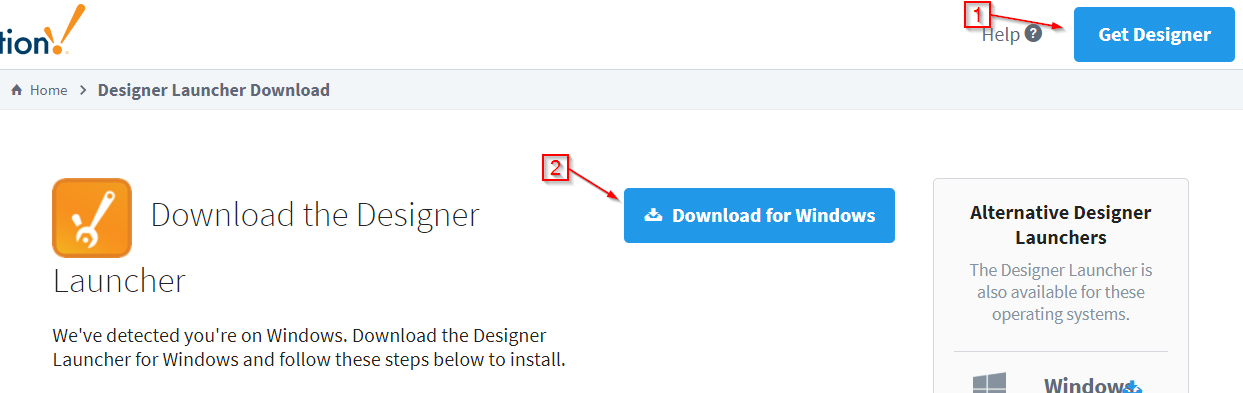 tion!
1
Help ?
Get Designer
Home > Designer Launcher Download
2
Download the Designer
Launcher
Download for Windows
We've detected you're on Windows. Download the Designer
Launcher for Windows and follow these steps below to install.
Alternative Designer
Launchers
The Designer Launcher is
also available for these
operating systems.
Windows